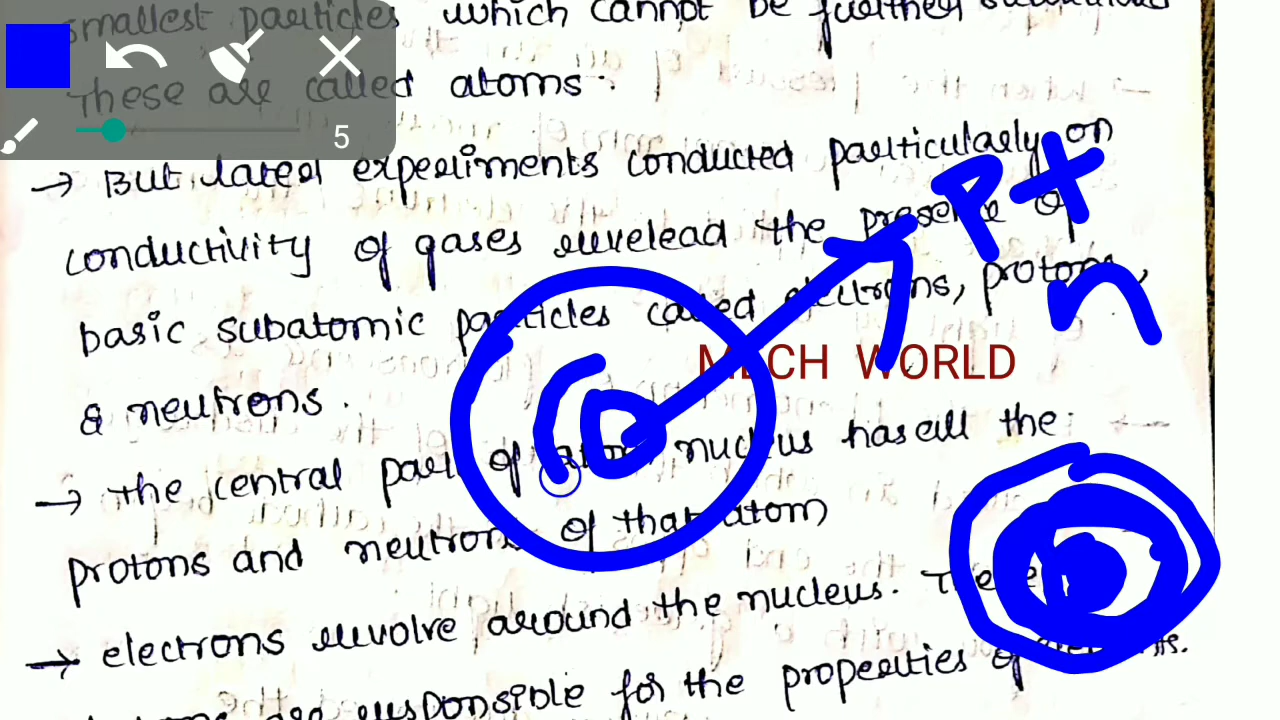 smallest particles which cannot be further
These are called atoms.
5
→ But later experiments conducted particularly on
P+
conductivity of gases revelead the presence of
n
basic subatomic particles called electrons, protons,
MECH WORLD
& neutrons.
→ The central part of atom nucleus has all the
protons and neutrons of that atom
→ electrons revolve around the nucleus. These
are responsible for the properties of